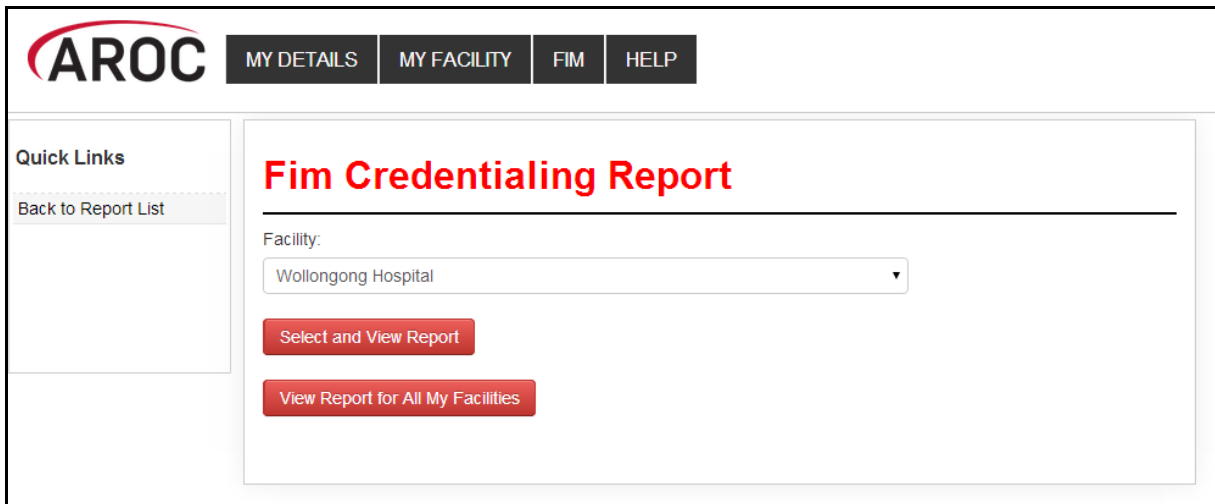 AROC
MY DETAILS MY FACILITY FIM HELP
Quick Links
Back to Report List
Fim Credentialing Report
Facility:
Wollongong Hospital
Select and View Report
View Report for All My Facilities